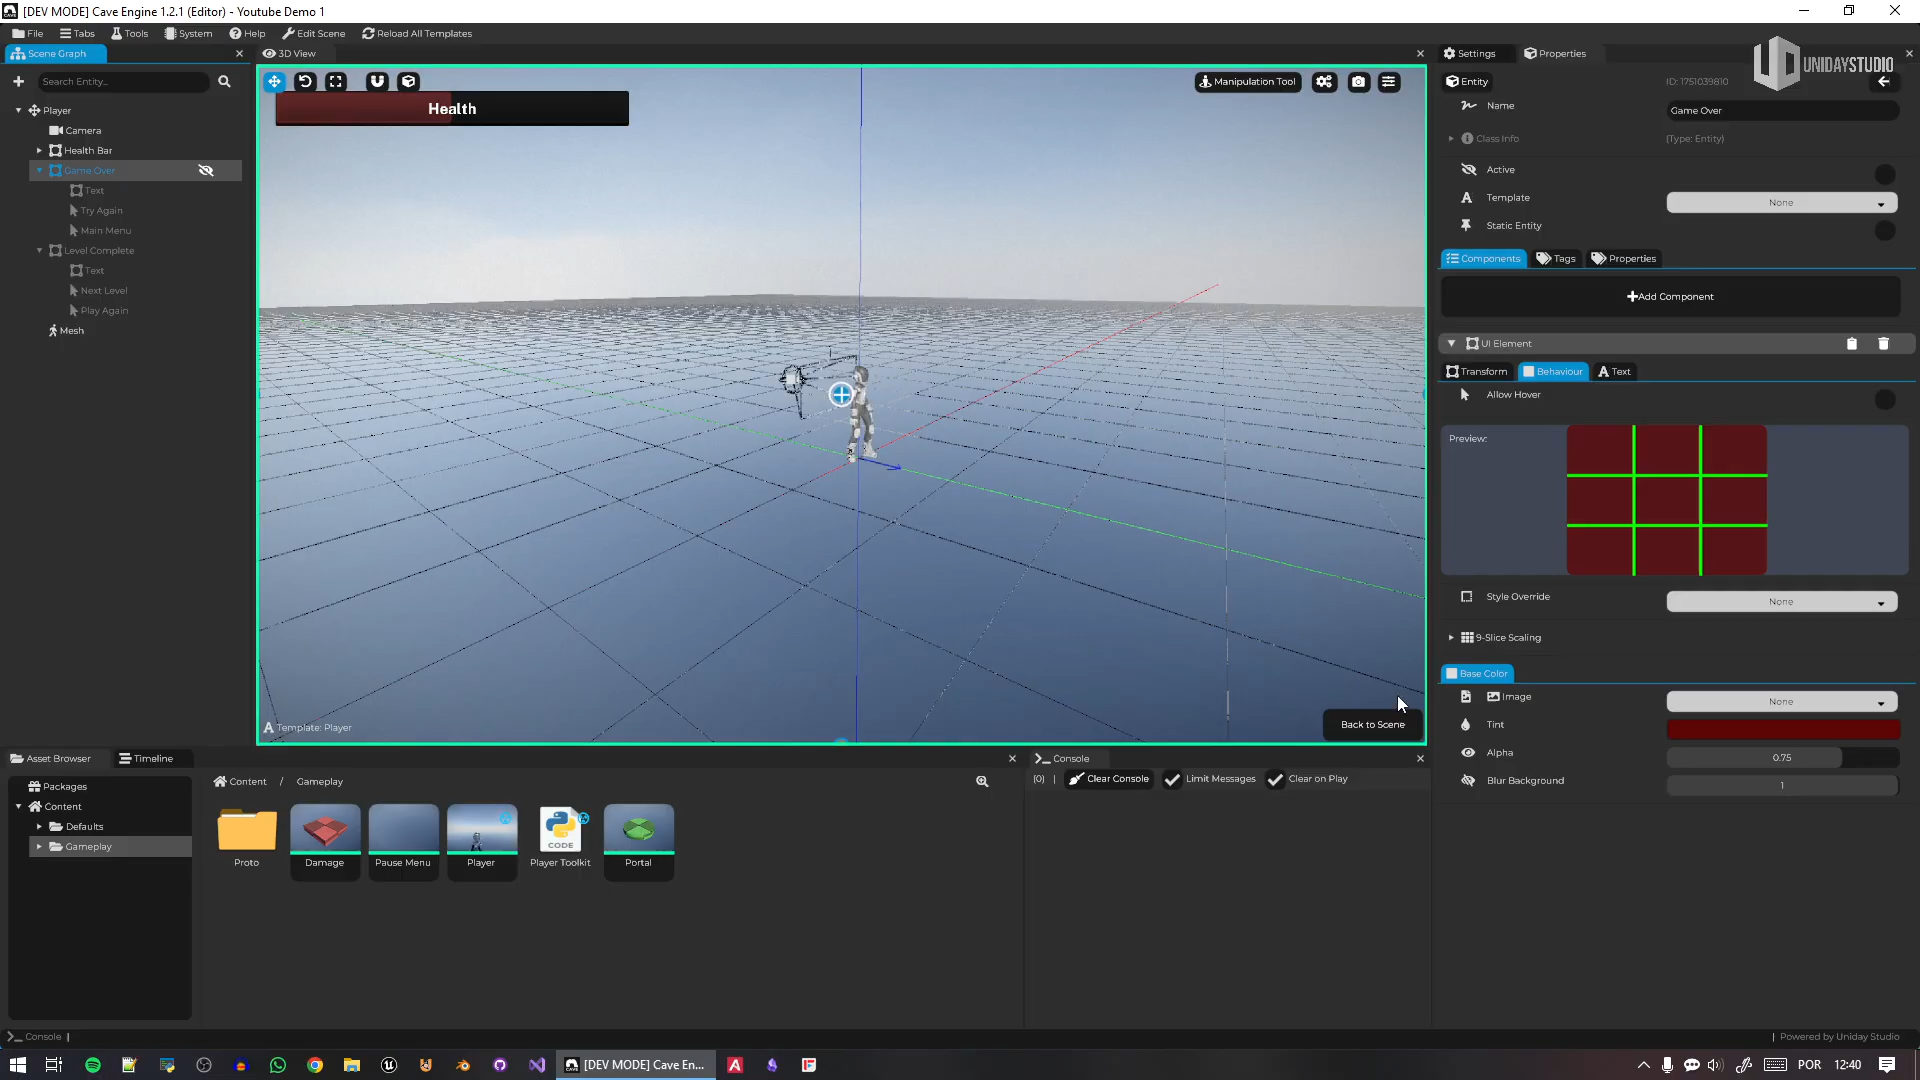 [DEV MODE] Cave Engine 1.2.1 (Editor) - Youtube Demo 1
File Tabs Tools System Help Edit Scene Reload All Templates
Scene Graph
3D View
Settings Properties
UNIDAYSTUDIO
Search Entity...
Manipulation Tool
Entity
ID: 1751039810
Health
Name
Game Over
Player
Camera
Health Bar
Game Over
Text
Try Again
Main Menu
Level Complete
Text
Next Level
Play Again
Mesh
Class Info
(Type: Entity)
Active
Template
None
Static Entity
Components Tags Properties
Add Component
UI Element
Transform Behaviour Text
Allow Hover
Preview:
Style Override
None
9-Slice Scaling
Base Color
Image
None
Tint
Alpha
0.75
Blur Background
1
Template: Player
Back to Scene
Asset Browser Timeline
Packages
Content
Defaults
Gameplay
Content / Gameplay
Proto
Damage
Pause Menu
Player
CODE
Player Toolkit
Portal
Console
(0) | Clear Console Limit Messages Clear on Play
Console |
| Powered by Uniday Studio
[DEV MODE] Cave En...
POR
12:40